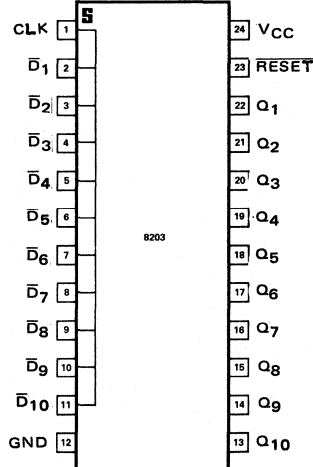 S
CLK 1 24 VCC
D̅1 2 23 R̅E̅S̅E̅T̅
D̅2 3 22 Q1
D̅3 4 21 Q2
D̅4 5 20 Q3
D̅5 6 19 Q4
8203
D̅6 7 18 Q5
D̅7 8 17 Q6
D̅8 9 16 Q7
D̅9 10 15 Q8
D̅10 11 14 Q9
GND 12 13 Q10